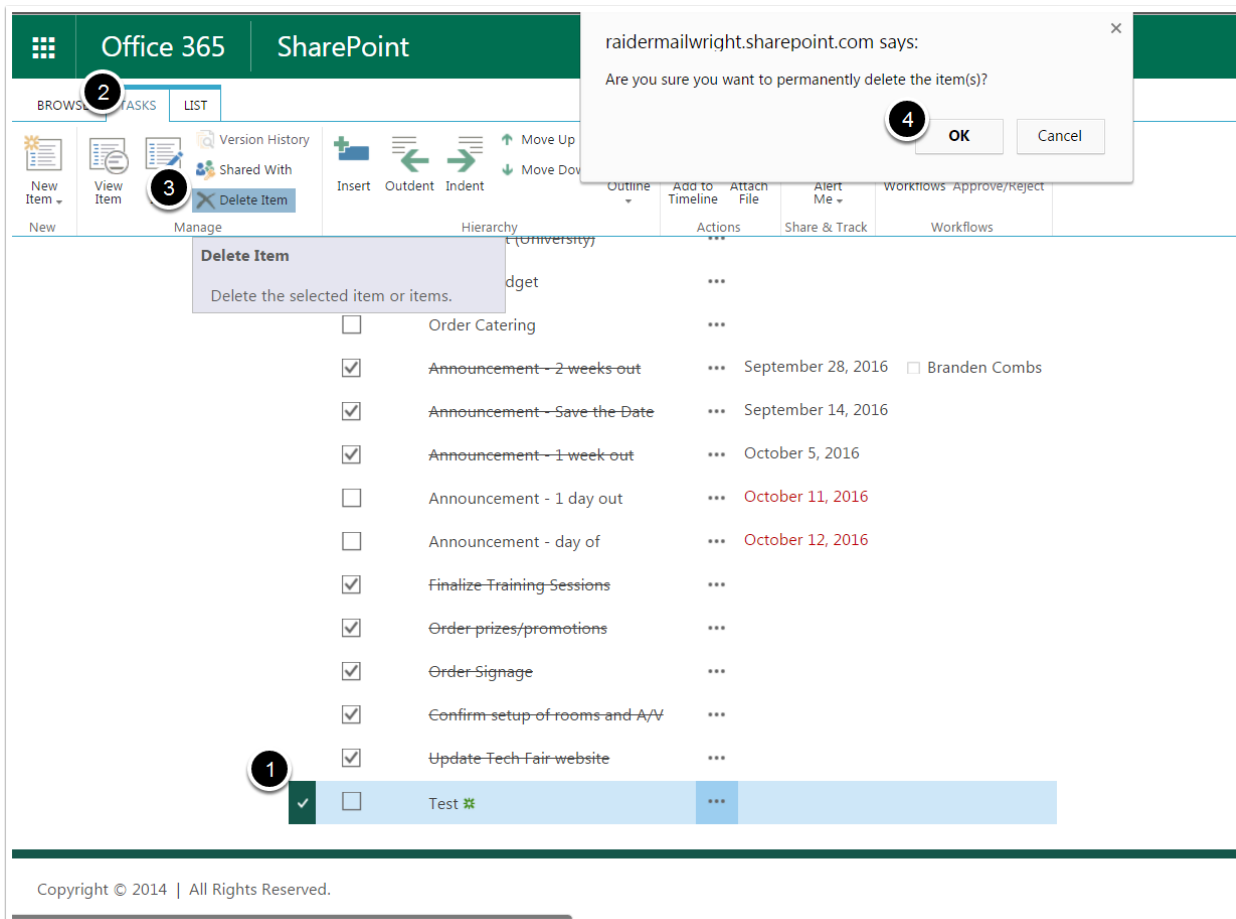 Office 365 SharePoint
raidermailwright.sharepoint.com says:
Are you sure you want to permanently delete the item(s)?
4
OK Cancel
2
BROWSE TASKS LIST
New Item
View Item
3
Version History
Shared With
Delete Item
Insert Outdent Indent
Move Up
Move Dow
Outline
Add to Timeline
Attach File
Alert Me
Workflows Approve/Reject
New Manage Hierarchy Actions Share & Track Workflows
Delete Item
Delete the selected item or items.
t (University) •••
dget •••
Order Catering •••
Announcement - 2 weeks out ••• September 28, 2016 Branden Combs
Announcement - Save the Date ••• September 14, 2016
Announcement - 1 week out ••• October 5, 2016
Announcement - 1 day out ••• October 11, 2016
Announcement - day of ••• October 12, 2016
Finalize Training Sessions •••
Order prizes/promotions •••
Order Signage •••
Confirm setup of rooms and A/V •••
Update Tech Fair website •••
1
Test •••
Copyright © 2014 | All Rights Reserved.